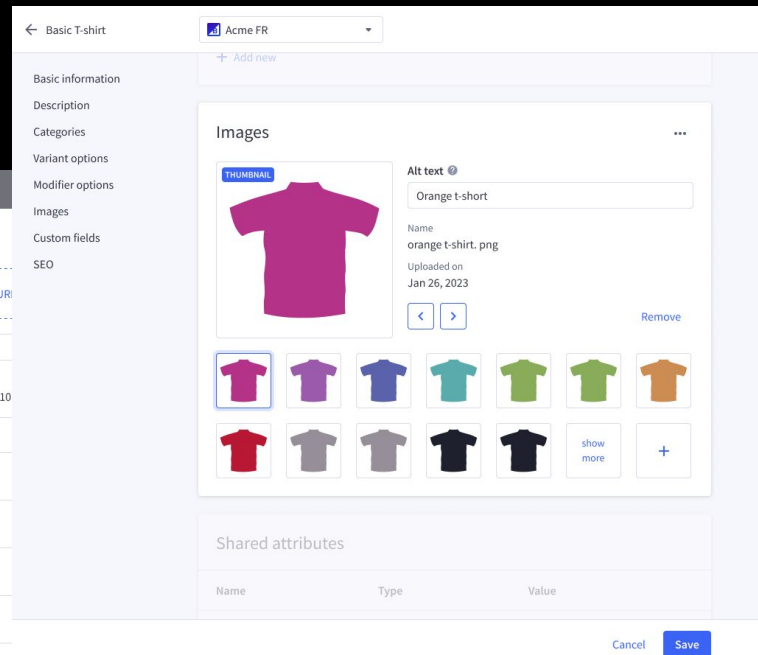 Basic T-shirt
Acme FR
+ Add new
Basic information
Description
Categories
Variant options
Modifier options
Images
Custom fields
SEO
Images
THUMBNAIL
Alt text
Orange t-short
Name
orange t-shirt. png
Uploaded on
Jan 26, 2023
Remove
show
more
+
Shared attributes
Name Type Value
Cancel Save
10